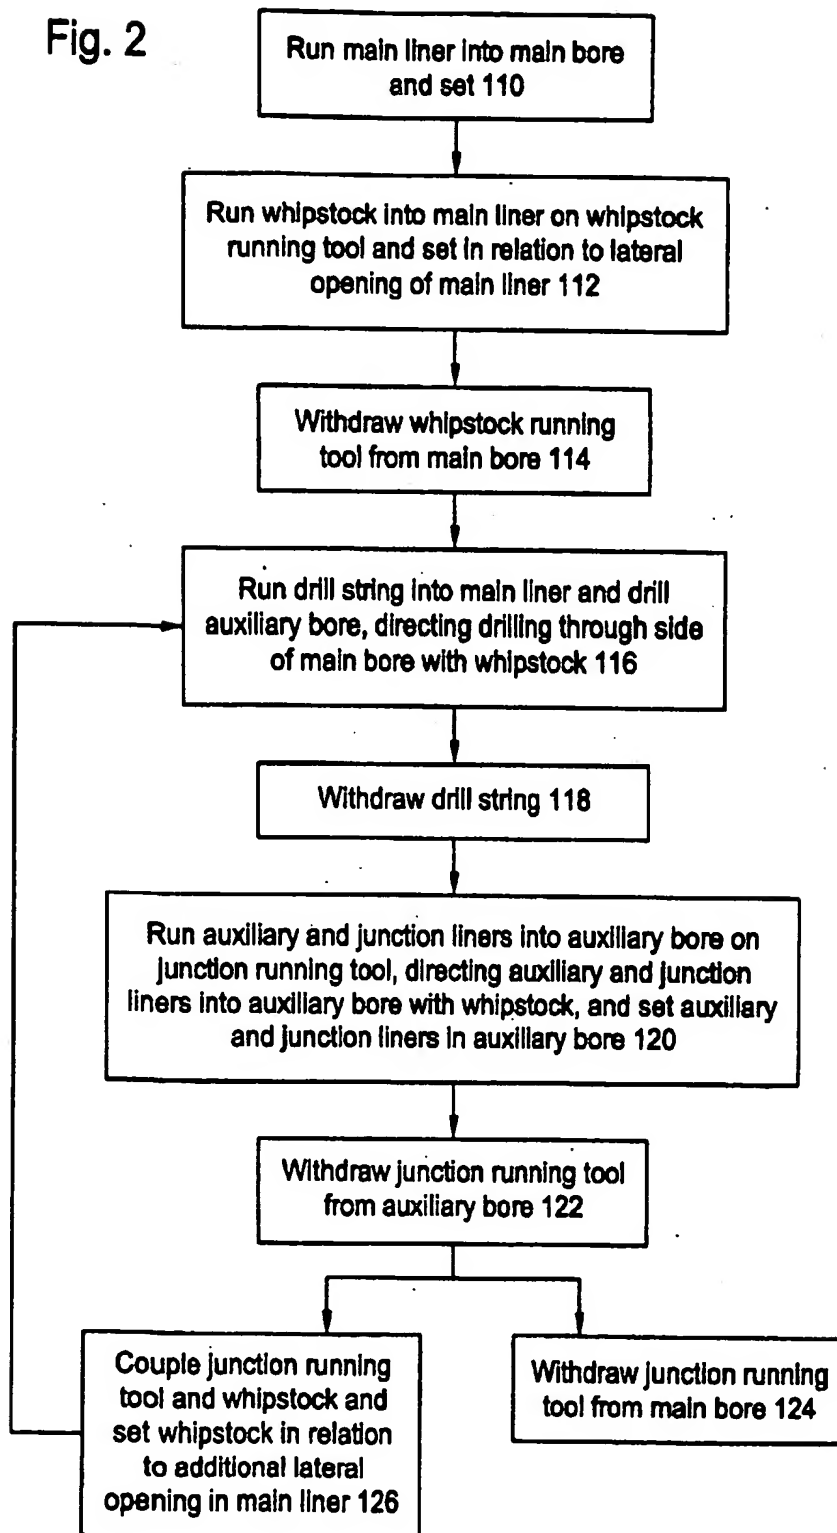 Fig. 2
Run main liner into main bore
and set 110
Run whipstock into main liner on whipstock
running tool and set in relation to lateral
opening of main liner 112
Withdraw whipstock running
tool from main bore 114
Run drill string into main liner and drill
auxiliary bore, directing drilling through side
of main bore with whipstock 116
Withdraw drill string 118
Run auxiliary and junction liners into auxiliary bore on
junction running tool, directing auxiliary and junction
liners into auxiliary bore with whipstock, and set auxiliary
and junction liners in auxiliary bore 120
Withdraw junction running tool
from auxiliary bore 122
Couple junction running
tool and whipstock and
set whipstock in relation
to additional lateral
opening in main liner 126
Withdraw junction running
tool from main bore 124